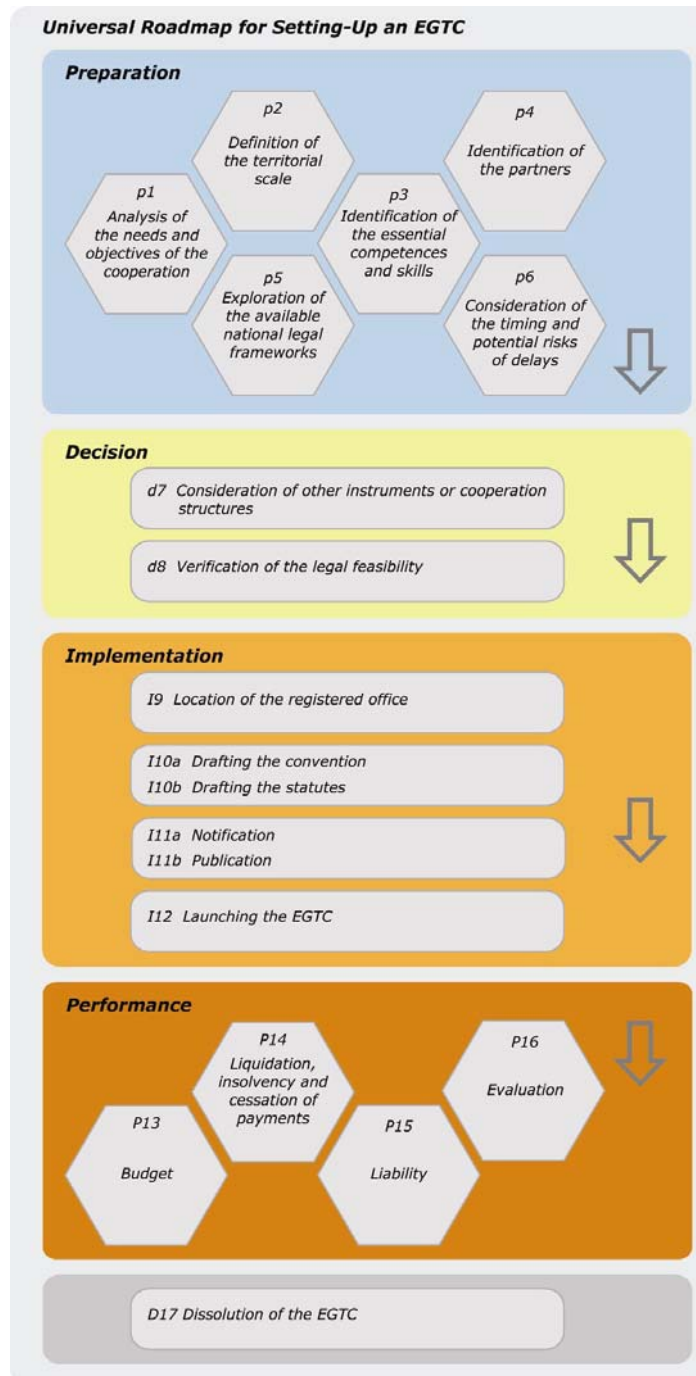 Universal Roadmap for Setting-Up an EGTC
Preparation
p1
Analysis of
the needs and
objectives of the
cooperation
p2
Definition of
the territorial
scale
p3
Identification of
the essential
competences
and skills
p4
Identification of
the partners
p5
Exploration of
the available
national legal
frameworks
p6
Consideration of
the timing and
potential risks
of delays
Decision
d7 Consideration of other instruments or cooperation
structures
d8 Verification of the legal feasibility
Implementation
I9 Location of the registered office
I10a Drafting the convention
I10b Drafting the statutes
I11a Notification
I11b Publication
I12 Launching the EGTC
Performance
P13
Budget
P14
Liquidation,
insolvency and
cessation of
payments
P15
Liability
P16
Evaluation
D17 Dissolution of the EGTC